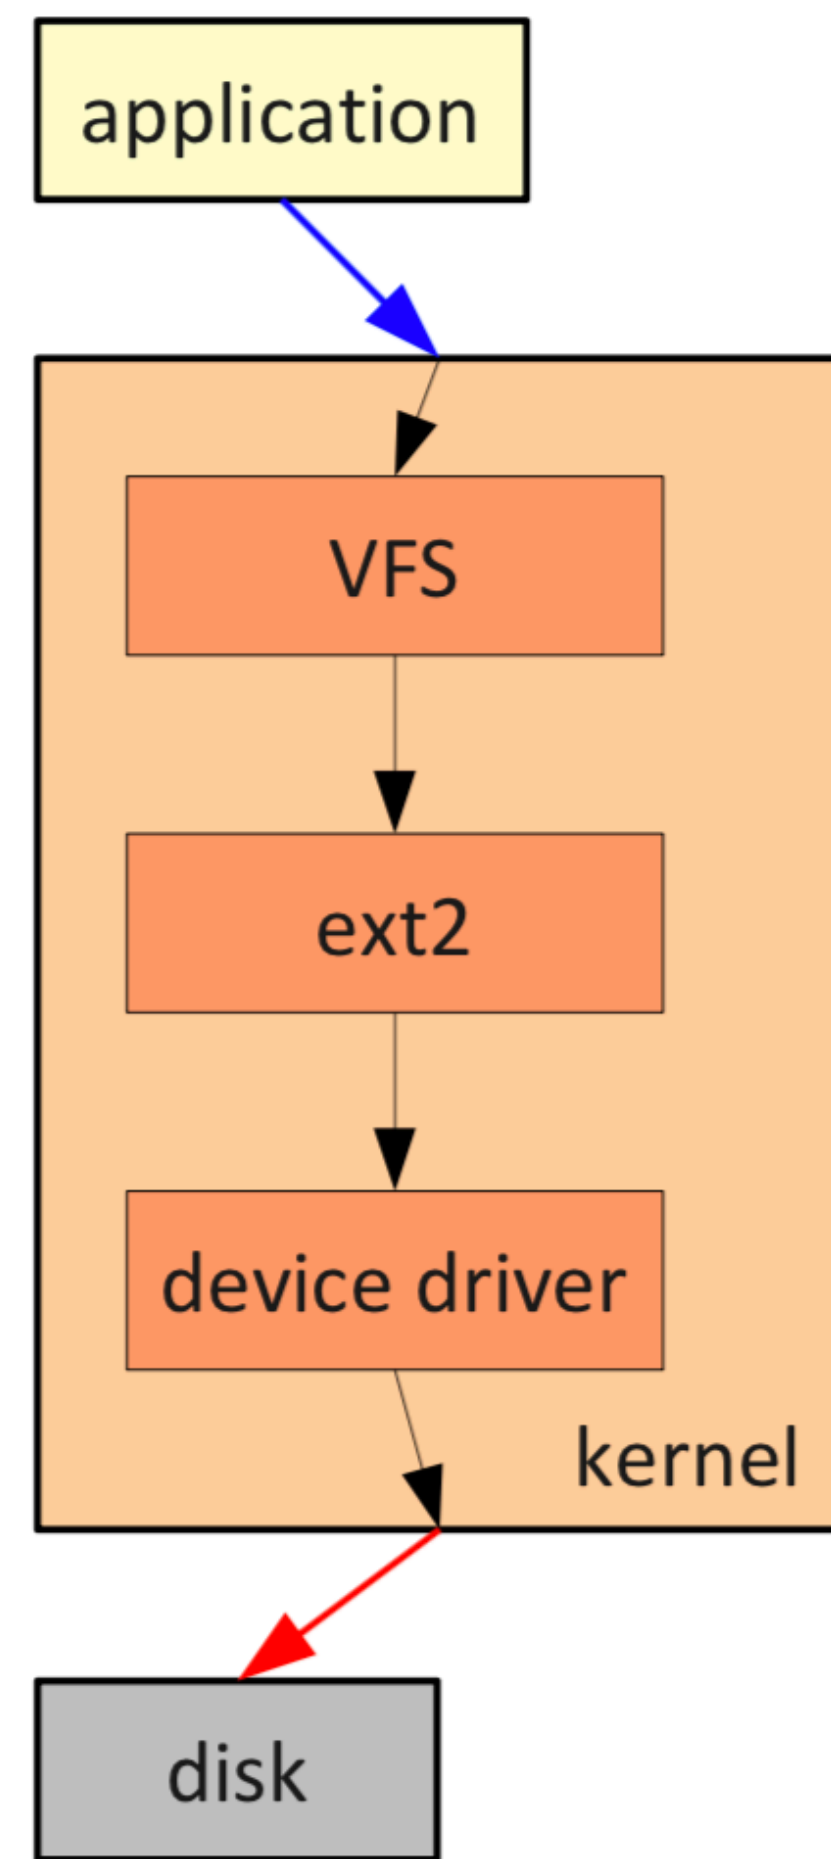 application
VFS
ext2
device driver
kernel
disk